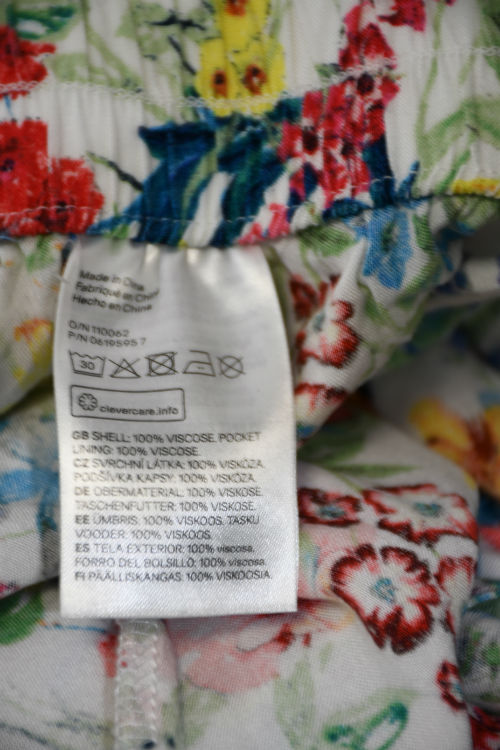 Made in China
Fabriqué en Chine
Hecho en China
O/N 110062
P/N 0619595 7
30
clevercare.info
GB SHELL: 100% VISCOSE. POCKET
LINING: 100% VISCOSE.
CZ SVRCHNÍ LÁTKA: 100% VISKÓZA.
PODŠÍVKA KAPSY: 100% VISKÓZA.
DE OBERMATERIAL: 100% VISKOSE.
TASCHENFUTTER: 100% VISKOSE.
EE ÜMBRIS: 100% VISKOOS. TASKU
VOODER: 100% VISKOOS.
ES TELA EXTERIOR: 100% viscosa.
FORRO DEL BOLSILLO: 100% viscosa.
FI PÄÄLLISKANGAS: 100% VISKOOSIA.